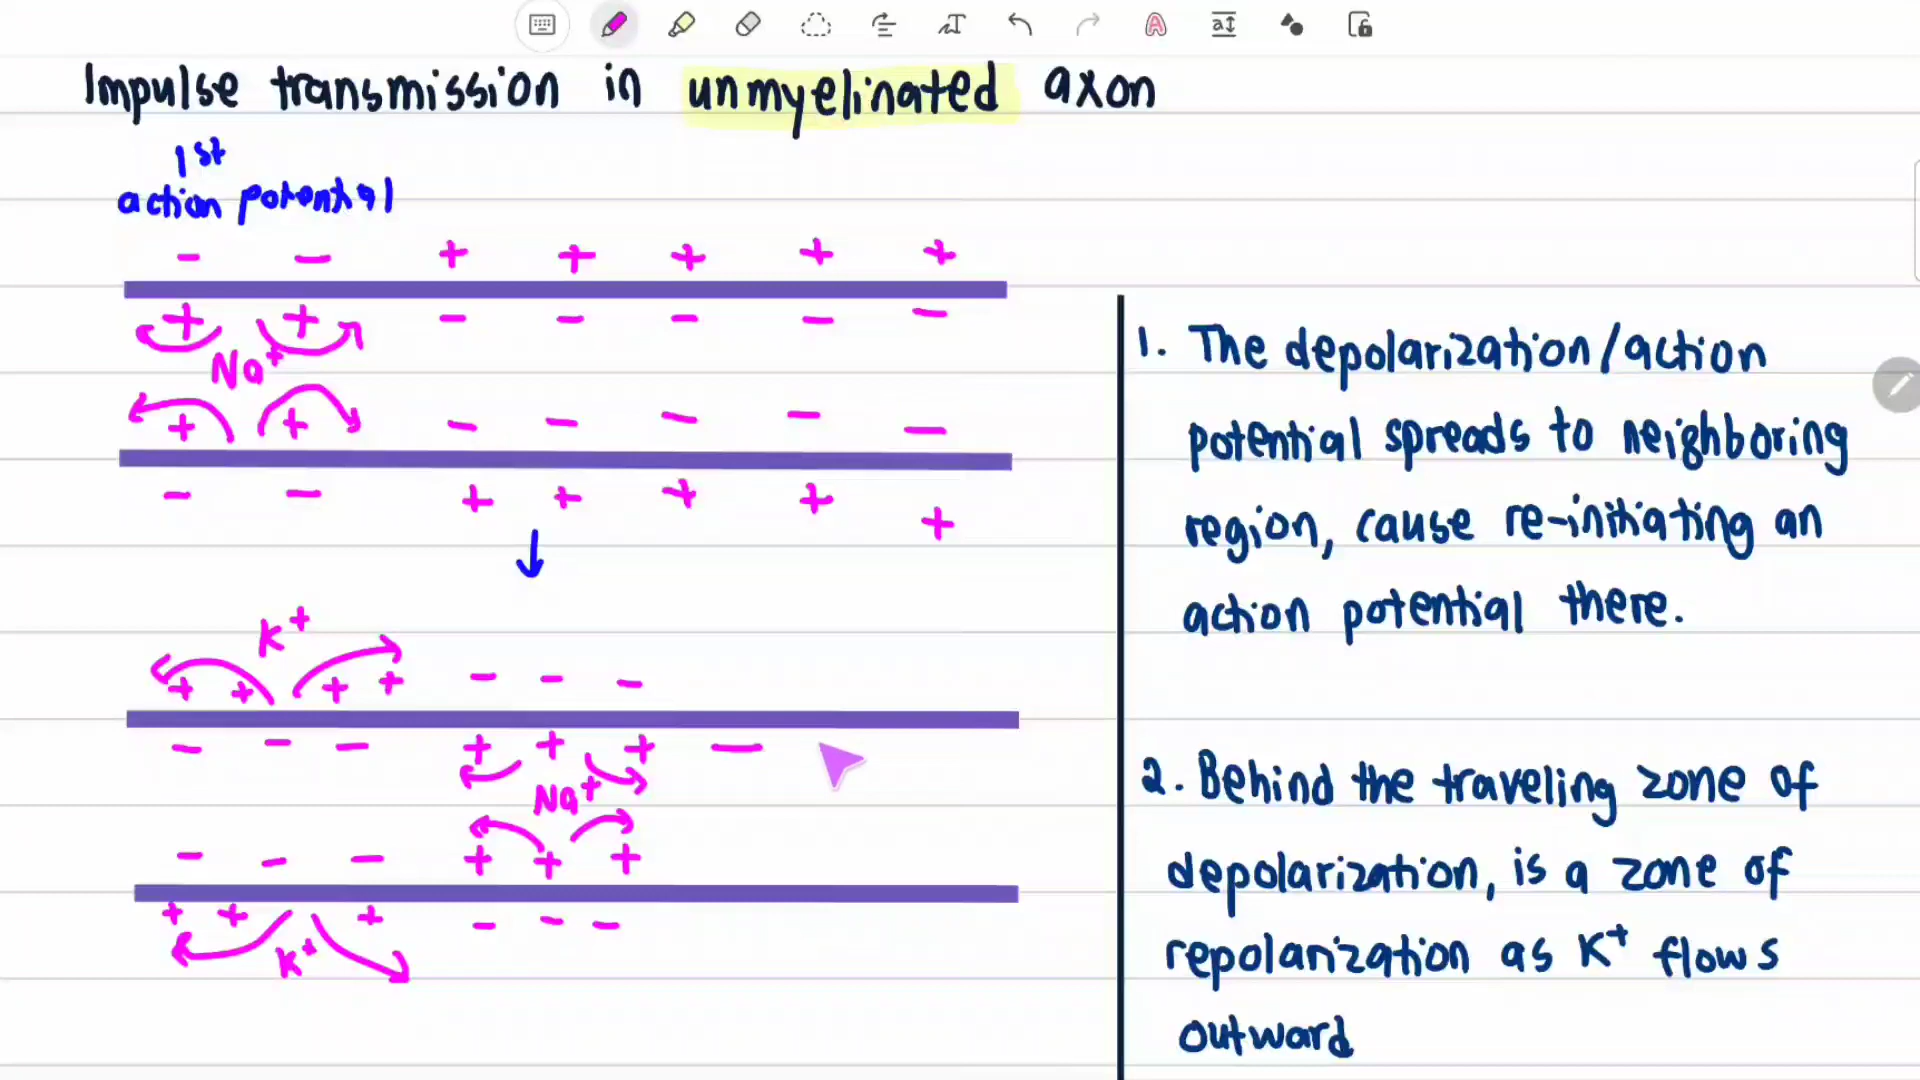 Impulse transmission in unmyelinated axon
1st
action potential
- - + + + + +
+ + - - - - -
Na+
+ + - - - - -
- - + + + + +
K+
+ + + + - - -
- - - + + + -
Na+
- - - + + +
+ + + - - -
K+
1. The depolarization/action
potential spreads to neighboring
region, cause re-initiating an
action potential there.
2. Behind the traveling zone of
depolarization, is a zone of
repolarization as K+ flows
outward